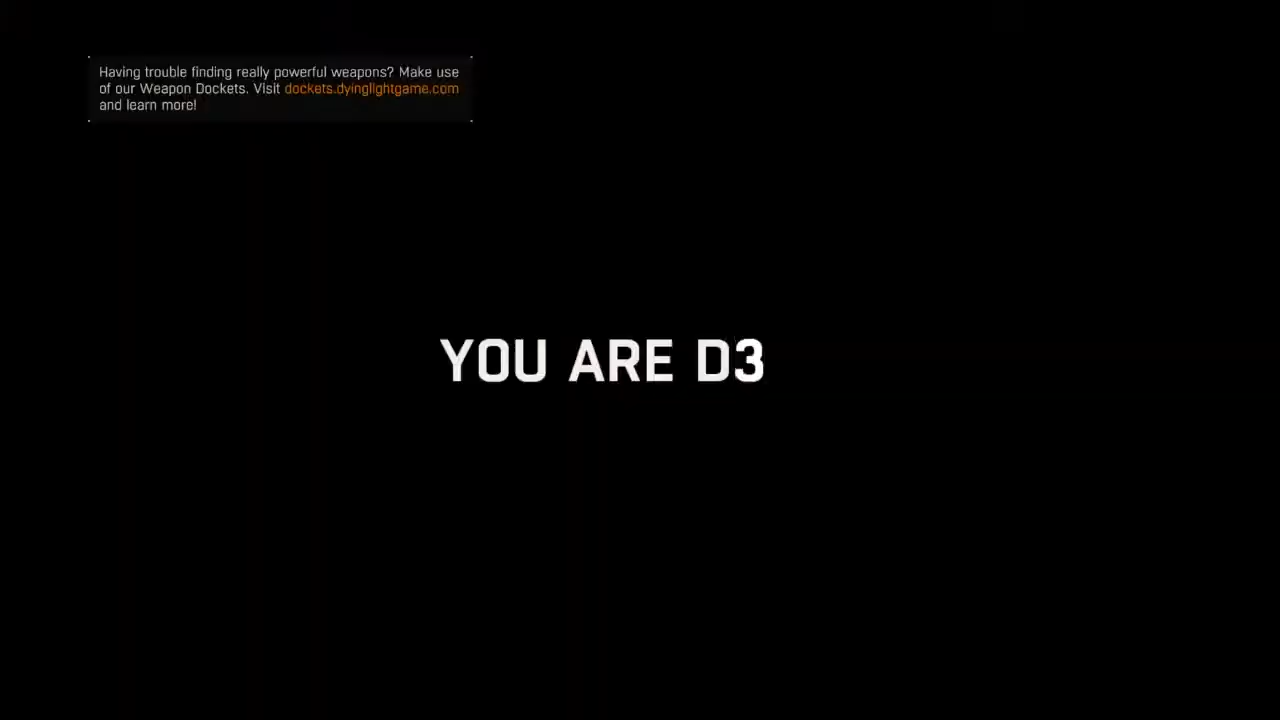 Having trouble finding really powerful weapons? Make use
of our Weapon Dockets. Visit dockets.dyinglightgame.com
and learn more!
YOU ARE D3